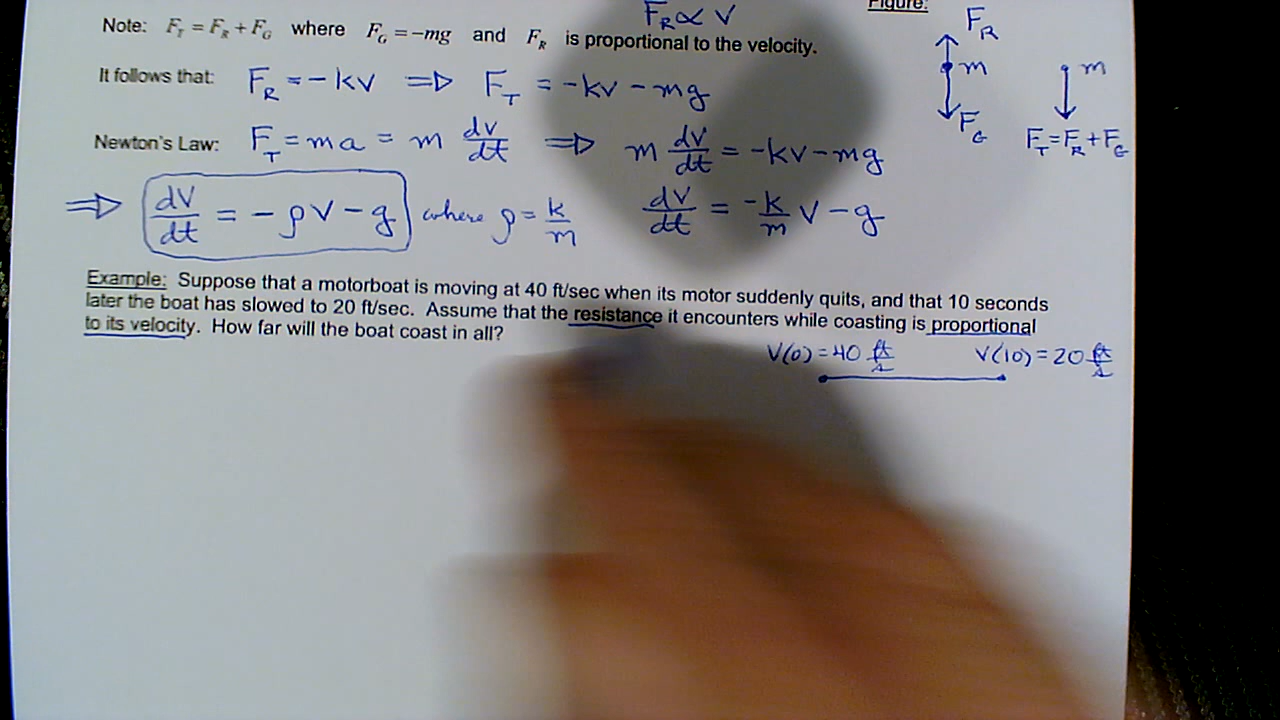 F_R ∝ V
Figure:
Note: F_T = F_R + F_G where F_G = -mg and F_R is proportional to the velocity.
F_R
m
F_G
m
F_T = F_R + F_G
It follows that: F_R = -kv ⇒ F_T = -kv - mg
Newton's Law: F_T = ma = m dv/dt ⇒ m dv/dt = -kv - mg
⇒ dv/dt = -ρv - g where ρ = k/m dv/dt = -k/m v - g
Example: Suppose that a motorboat is moving at 40 ft/sec when its motor suddenly quits, and that 10 seconds
later the boat has slowed to 20 ft/sec. Assume that the resistance it encounters while coasting is proportional
to its velocity. How far will the boat coast in all?
V(0) = 40 ft/s V(10) = 20 ft/s